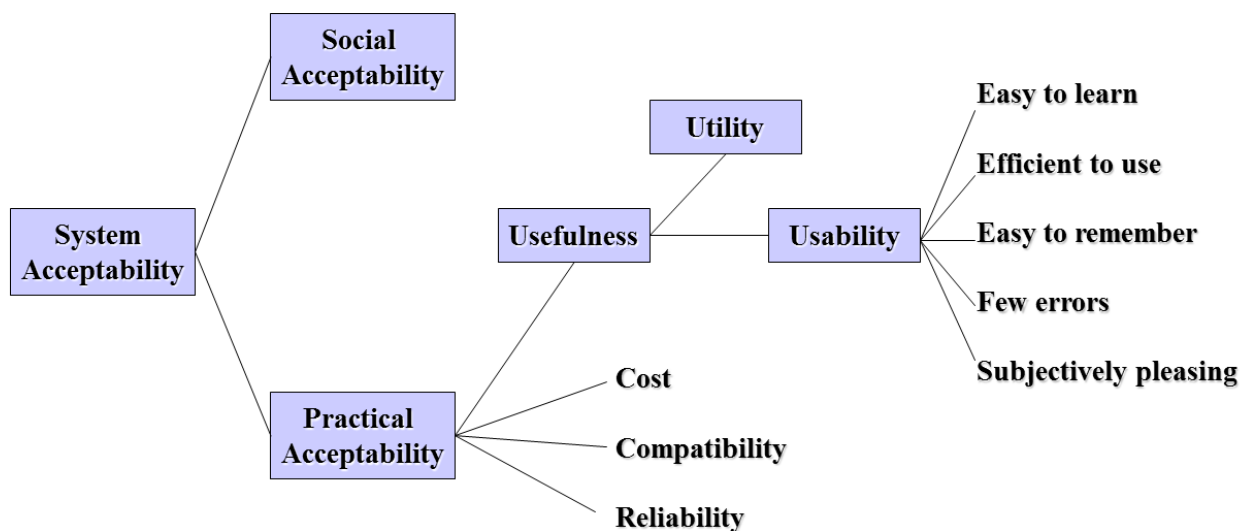 Social
Acceptability
Easy to learn
Utility
Efficient to use
System
Acceptability
Usefulness
Usability
Easy to remember
Few errors
Subjectively pleasing
Cost
Practical
Acceptability
Compatibility
Reliability